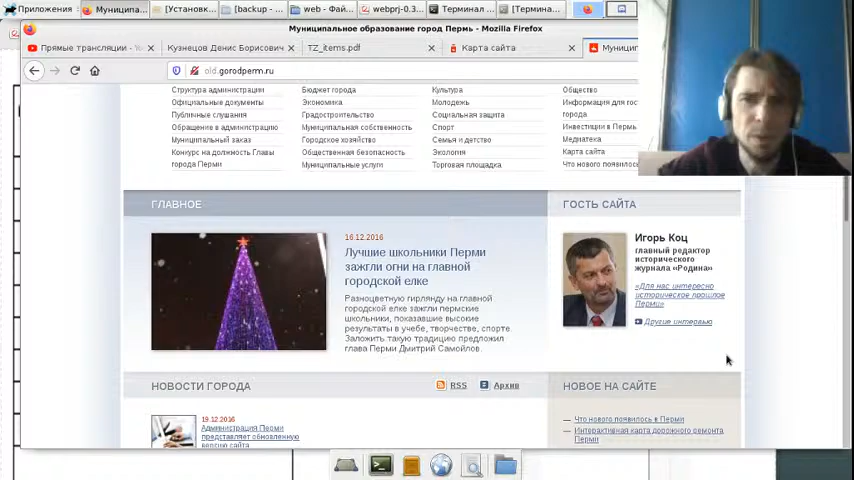 Приложения
Муниципа...
[Установк...
[backup - ...
web - Фай...
webprj-0.3...
Терминал ...
[Термина...
Муниципальное образование город Пермь - Mozilla Firefox
Прямые трансляции -
Кузнецов Денис Борисович
TZ_items.pdf
Карта сайта
Муницип
old.gorodperm.ru
Структура администрации
Бюджет города
Культура
Общество
Официальные документы
Экономика
Молодежь
Информация для гос
города
Публичные слушания
Градостроительство
Социальная защита
Обращение в администрацию
Муниципальная собственность
Спорт
Инвестиции в Пермь
Муниципальный заказ
Городское хозяйство
Семья и детство
Медиатека
Конкурс на должность Главы
города Перми
Общественная безопасность
Экология
Карта сайта
Муниципальные услуги
Торговая площадка
Что нового появилось
ГЛАВНОЕ
16.12.2016
Лучшие школьники Перми
зажгли огни на главной
городской елке
Разноцветную гирлянду на главной
городской елке зажгли пермские
школьники, показавшие высокие
результаты в учебе, творчестве, спорте.
Заложить такую традицию предложил
глава Перми Дмитрий Самойлов.
ГОСТЬ САЙТА
Игорь Коц
главный редактор
исторического
журнала «Родина»
«Для нас интересно
историческое прошлое
Перми»
Другие интервью
НОВОСТИ ГОРОДА
RSS
Архив
19.12.2016
Администрация Перми
представляет обновленную
версию сайта
НОВОЕ НА САЙТЕ
— Что нового появилось в Перми
— Интерактивная карта дорожного ремонта
Перми